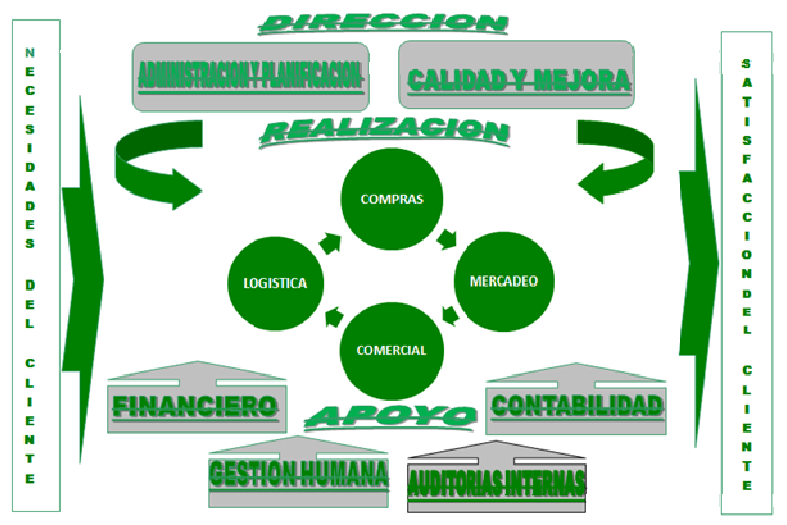 DIRECCION
ADMINISTRACION Y PLANIFICACION
CALIDAD Y MEJORA
REALIZACION
NECESIDADES DEL CLIENTE
COMPRAS
LOGISTICA
MERCADEO
COMERCIAL
SATISFACCION DEL CLIENTE
FINANCIERO
APOYO
CONTABILIDAD
GESTION HUMANA
AUDITORIAS INTERNAS